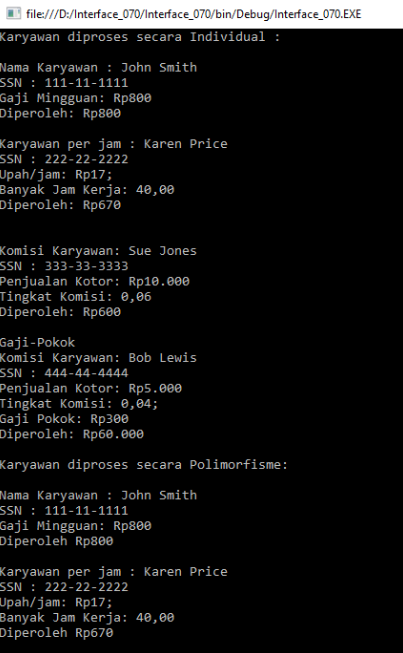 file:///D:/Interface_070/Interface_070/bin/Debug/Interface_070.EXE
Karyawan diproses secara Individual :
Nama Karyawan : John Smith
SSN : 111-11-1111
Gaji Mingguan: Rp800
Diperoleh: Rp800
Karyawan per jam : Karen Price
SSN : 222-22-2222
Upah/jam: Rp17;
Banyak Jam Kerja: 40,00
Diperoleh: Rp670
Komisi Karyawan: Sue Jones
SSN : 333-33-3333
Penjualan Kotor: Rp10.000
Tingkat Komisi: 0,06
Diperoleh: Rp600
Gaji-Pokok
Komisi Karyawan: Bob Lewis
SSN : 444-44-4444
Penjualan Kotor: Rp5.000
Tingkat Komisi: 0,04;
Gaji Pokok: Rp300
Diperoleh: Rp60.000
Karyawan diproses secara Polimorfisme:
Nama Karyawan : John Smith
SSN : 111-11-1111
Gaji Mingguan: Rp800
Diperoleh Rp800
Karyawan per jam : Karen Price
SSN : 222-22-2222
Upah/jam: Rp17;
Banyak Jam Kerja: 40,00
Diperoleh Rp670